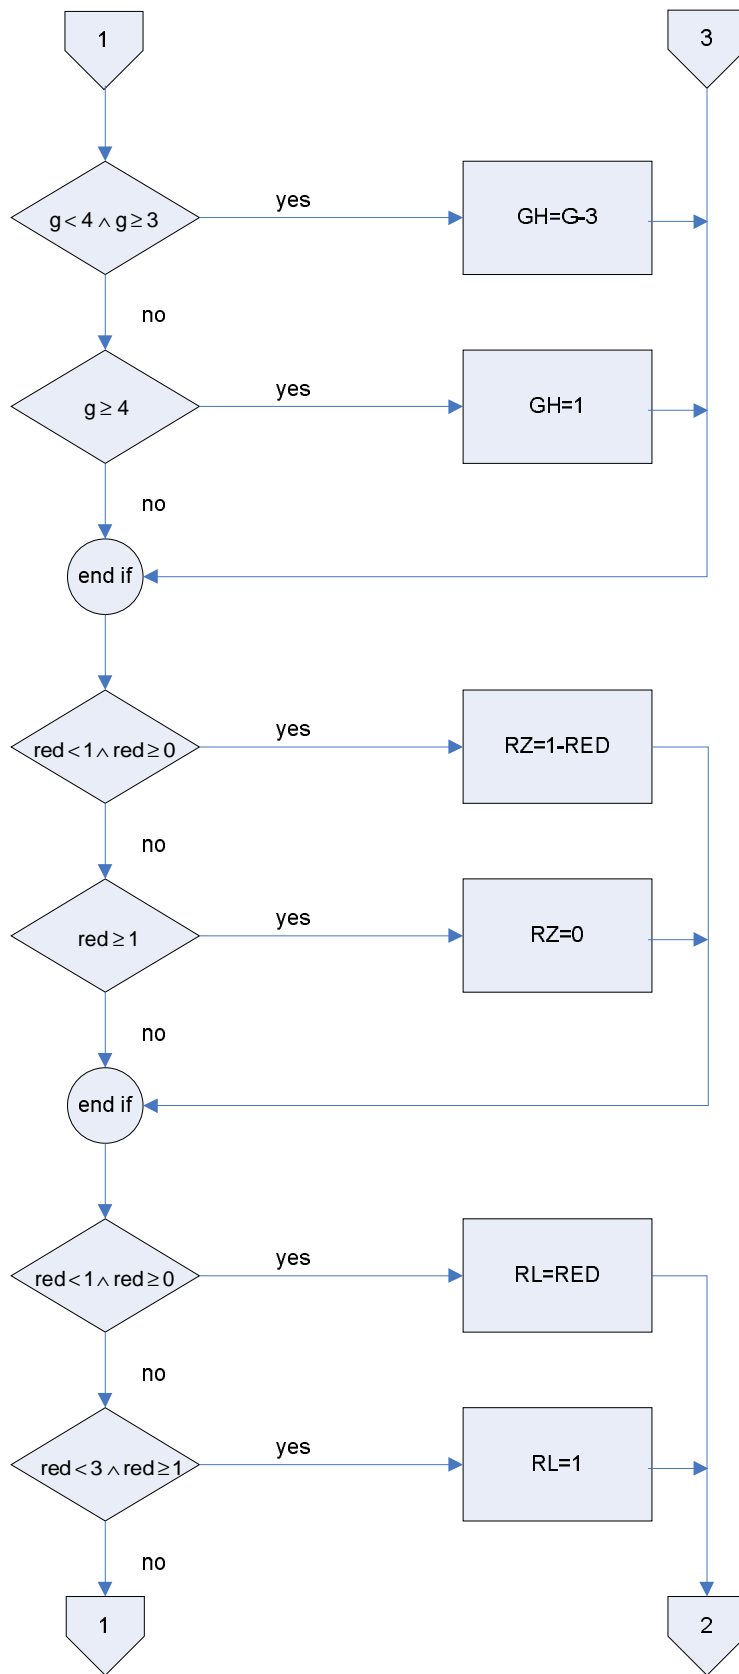 1
3
g < 4 ∧ g ≥ 3
yes
GH=G-3
no
g ≥ 4
yes
GH=1
no
end if
red < 1 ∧ red ≥ 0
yes
RZ=1-RED
no
red ≥ 1
yes
RZ=0
no
end if
red < 1 ∧ red ≥ 0
yes
RL=RED
no
red < 3 ∧ red ≥ 1
yes
RL=1
no
1
2